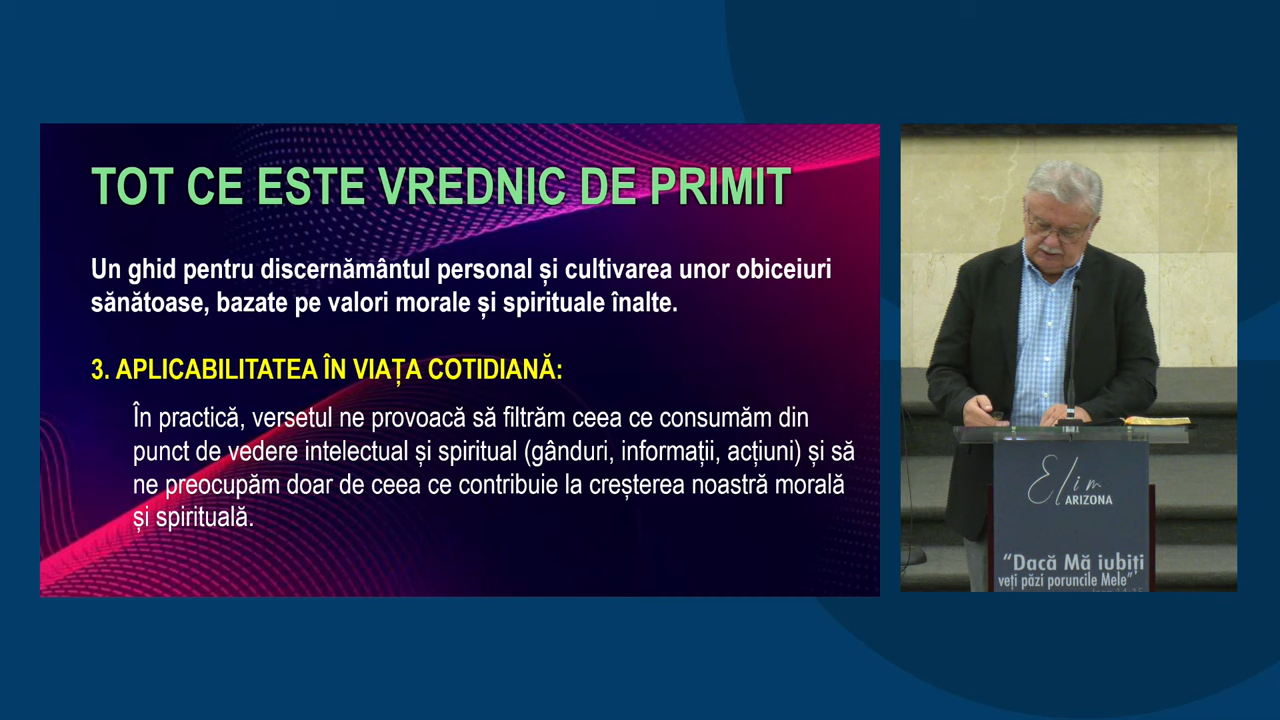 TOT CE ESTE VREDNIC DE PRIMIT
Un ghid pentru discernământul personal și cultivarea unor obiceiuri
sănătoase, bazate pe valori morale și spirituale înalte.
3. APLICABILITATEA ÎN VIAȚA COTIDIANĂ:
În practică, versetul ne provoacă să filtrăm ceea ce consumăm din
punct de vedere intelectual și spiritual (gânduri, informații, acțiuni) și să
ne preocupăm doar de ceea ce contribuie la creșterea noastră morală
și spirituală.
Elim
ARIZONA
“Dacă Mă iubiți
veți păzi poruncile Mele”